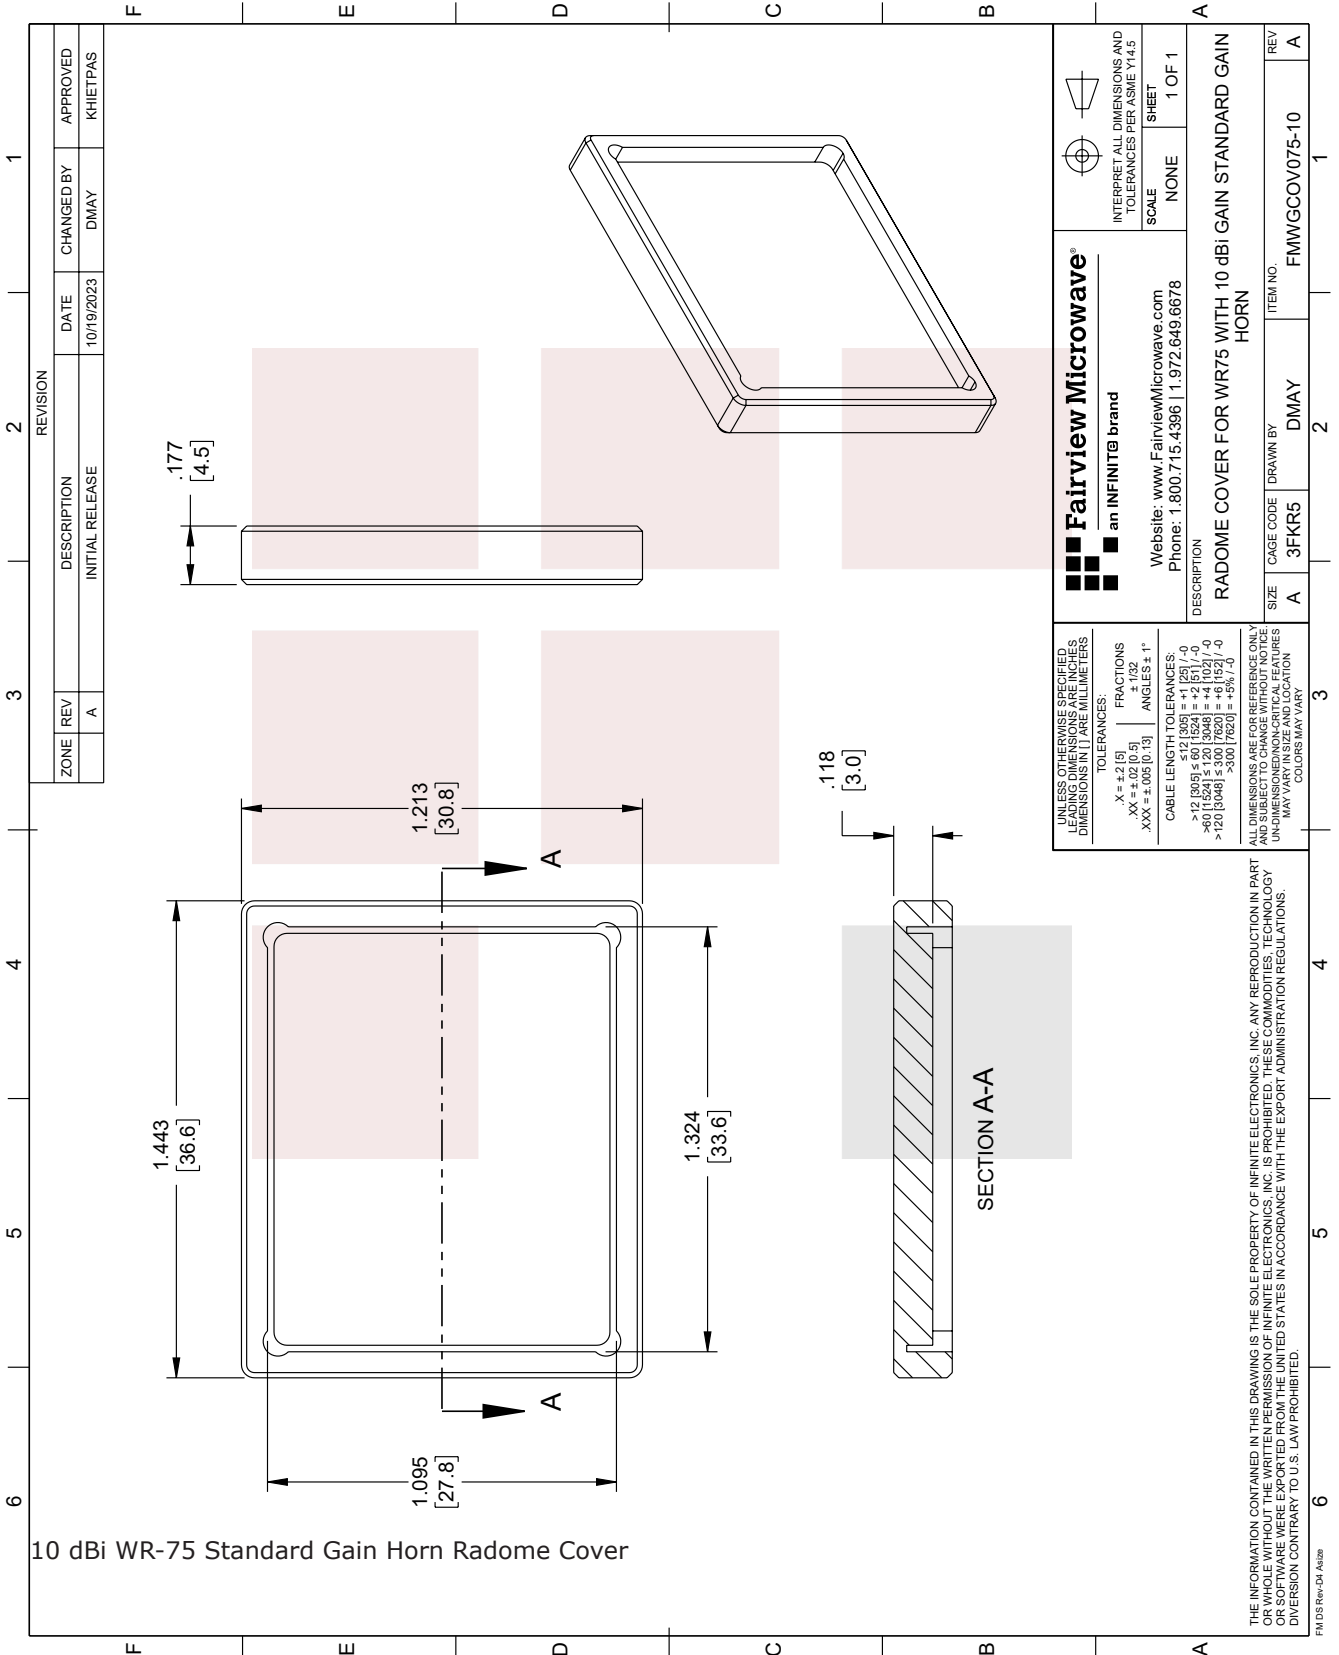 6 5 4 3 2 1
F E D C B A
REVISION
ZONE REV DESCRIPTION DATE CHANGED BY APPROVED
A INITIAL RELEASE 10/19/2023 DMAY KHIETPAS
1.443
[36.6]
1.213
[30.8]
1.095
[27.8]
1.324
[33.6]
A A
.177
[4.5]
.118
[3.0]
SECTION A-A
10 dBi WR-75 Standard Gain Horn Radome Cover
THE INFORMATION CONTAINED IN THIS DRAWING IS THE SOLE PROPERTY OF INFINITE ELECTRONICS, INC. ANY REPRODUCTION IN PART
OR WHOLE WITHOUT THE WRITTEN PERMISSION OF INFINITE ELECTRONICS, INC. IS PROHIBITED. THESE COMMODITIES, TECHNOLOGY
OR SOFTWARE WERE EXPORTED FROM THE UNITED STATES IN ACCORDANCE WITH THE EXPORT ADMINISTRATION REGULATIONS.
DIVERSION CONTRARY TO U.S. LAW PROHIBITED.
UNLESS OTHERWISE SPECIFIED
LEADING DIMENSIONS ARE INCHES
DIMENSIONS IN [ ] ARE MILLIMETERS
TOLERANCES:
.X = ±.2 [5]
.XX = ±.02 [0.5]
.XXX = ±.005 [0.13]
FRACTIONS
± 1/32
ANGLES ± 1°
CABLE LENGTH TOLERANCES:
≤12 [305] = +1 [25] / -0
>12 [305] ≤ 60 [1524] = +2 [51] / -0
>60 [1524] ≤ 120 [3048] = +4 [102] / -0
>120 [3048] ≤ 300 [7620] = +6 [152] / -0
>300 [7620] = +5% / -0
ALL DIMENSIONS ARE FOR REFERENCE ONLY
AND SUBJECT TO CHANGE WITHOUT NOTICE.
UN-DIMENSIONED/NON-CRITICAL FEATURES
MAY VARY IN SIZE AND LOCATION
COLORS MAY VARY
Fairview Microwave®
an INFINIT@ brand
Website: www.FairviewMicrowave.com
Phone: 1.800.715.4396 | 1.972.649.6678
INTERPRET ALL DIMENSIONS AND
TOLERANCES PER ASME Y14.5
SCALE
NONE
SHEET
1 OF 1
DESCRIPTION
RADOME COVER FOR WR75 WITH 10 dBi GAIN STANDARD GAIN
HORN
SIZE
A
CAGE CODE
3FKR5
DRAWN BY
DMAY
ITEM NO.
FMWGCOV075-10
REV
A
F E D C B A
6 5 4 3 2 1
FM DS Rev-D4 Asize